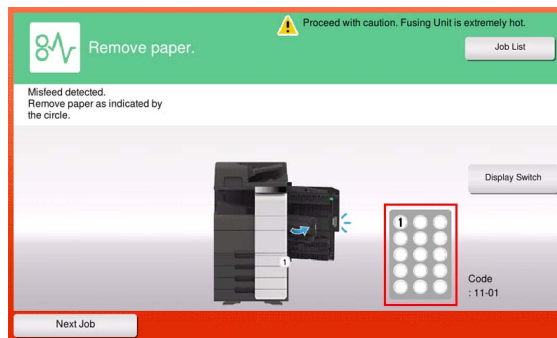 Proceed with caution. Fusing Unit is extremely hot.
Remove paper.
Job List
Misfeed detected.
Remove paper as indicated by
the circle.
Display Switch
1
1
Code
: 11-01
Next Job